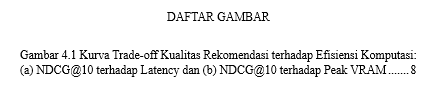 DAFTAR GAMBAR
Gambar 4.1 Kurva Trade-off Kualitas Rekomendasi terhadap Efisiensi Komputasi:
(a) NDCG@10 terhadap Latency dan (b) NDCG@10 terhadap Peak VRAM ....... 8